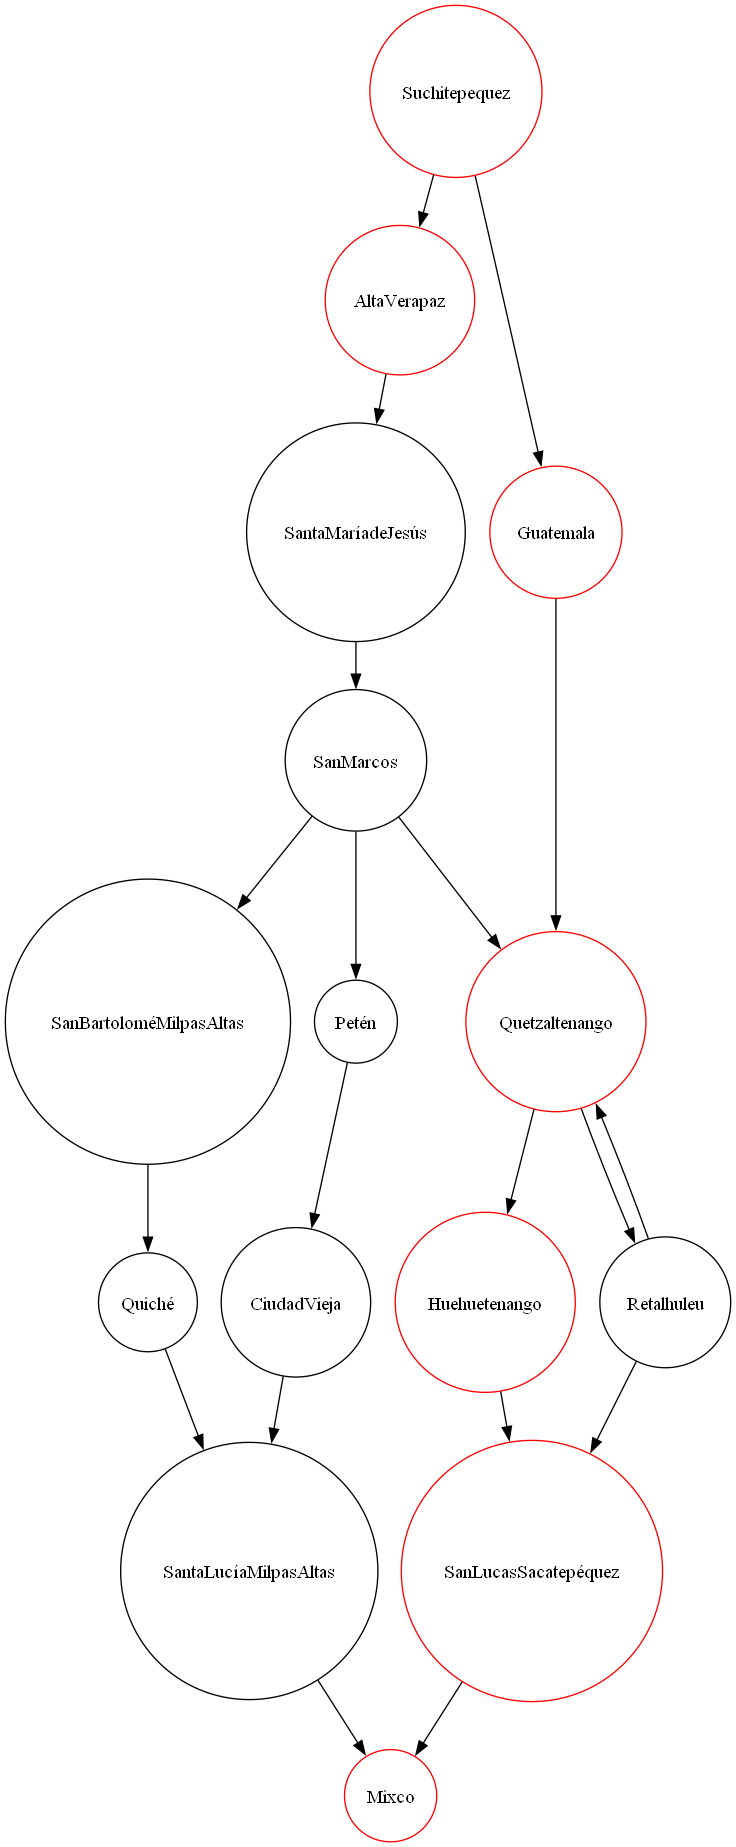 Suchitepequez
AltaVerapaz
SantaMaríadeJesús
Guatemala
SanMarcos
SanBartoloméMilpasAltas
Petén
Quetzaltenango
Quiché
CiudadVieja
Huehuetenango
Retalhuleu
SantaLucíaMilpasAltas
SanLucasSacatepéquez
Mixco